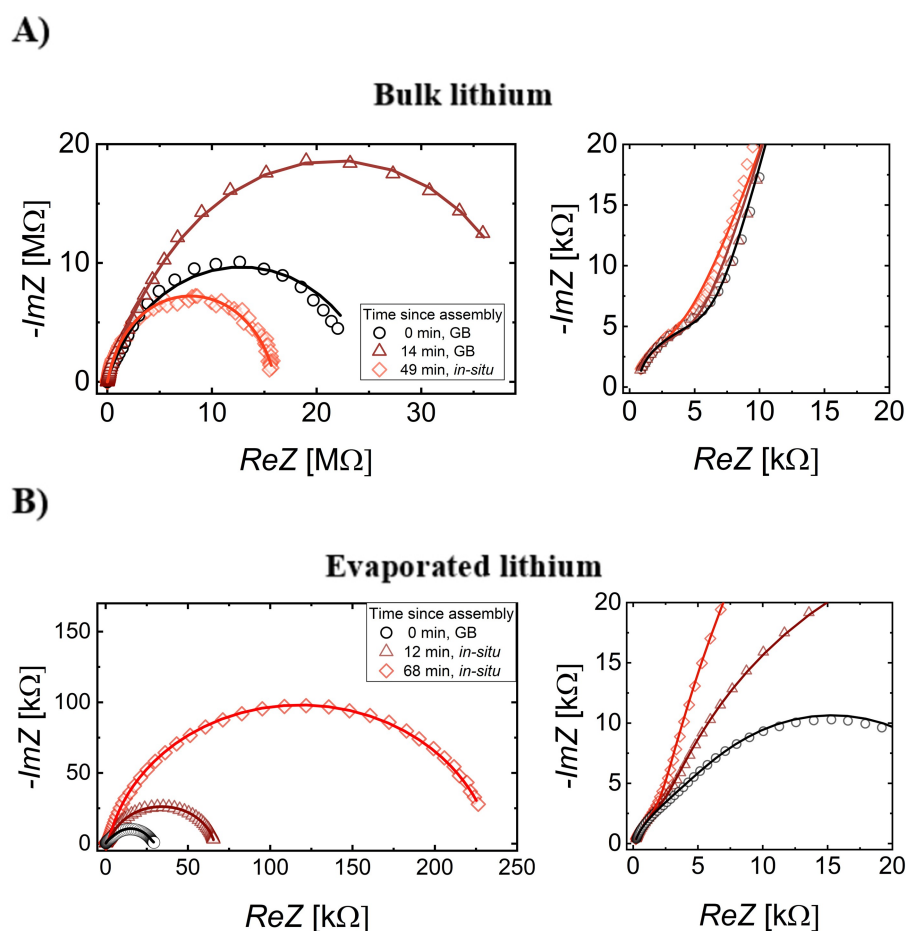 A)
Bulk lithium
20
10
0
-ImZ [MΩ]
0 10 20 30
ReZ [MΩ]
Time since assembly
0 min, GB
14 min, GB
49 min, in-situ
20
15
10
5
0
-ImZ [kΩ]
0 5 10 15 20
ReZ [kΩ]
B)
Evaporated lithium
150
100
50
0
-ImZ [kΩ]
0 50 100 150 200 250
ReZ [kΩ]
Time since assembly
0 min, GB
12 min, in-situ
68 min, in-situ
20
15
10
5
0
-ImZ [kΩ]
0 5 10 15 20
ReZ [kΩ]